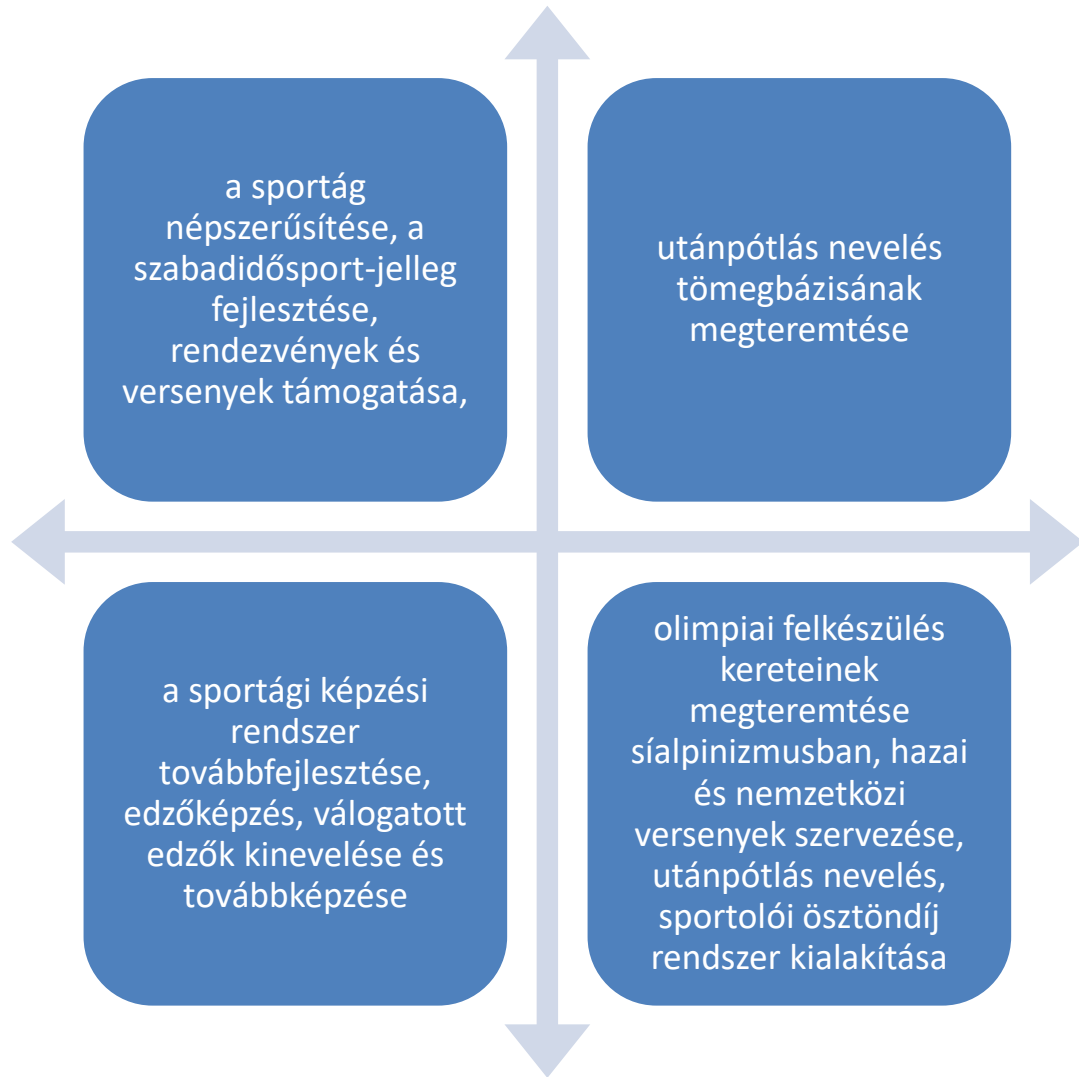 a sportág
népszerűsítése, a
szabadidősport-jelleg
fejlesztése,
rendezvények és
versenyek támogatása,
utánpótlás nevelés
tömegbázisának
megteremtése
a sportági képzési
rendszer
továbbfejlesztése,
edzőképzés, válogatott
edzők kinevelése és
továbbképzése
olimpiai felkészülés
kereteinek
megteremtése
síalpinizmusban, hazai
és nemzetközi
versenyek szervezése,
utánpótlás nevelés,
sportolói ösztöndíj
rendszer kialakítása